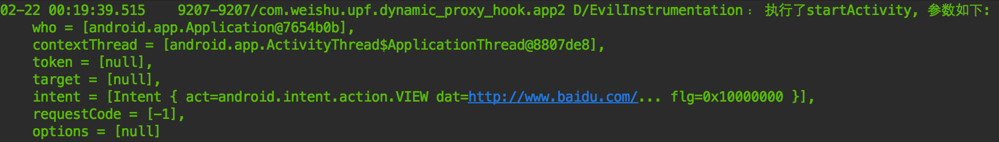 02-22 00:19:39.515    9207-9207/com.weishu.upf.dynamic_proxy_hook.app2 D/EvilInstrumentation: 执行了startActivity, 参数如下:
    who = [android.app.Application@7654b0b],
    contextThread = [android.app.ActivityThread$ApplicationThread@8807de8],
    token = [null],
    target = [null],
    intent = [Intent { act=android.intent.action.VIEW dat=http://www.baidu.com/... flg=0x10000000 }],
    requestCode = [-1],
    options = [null]